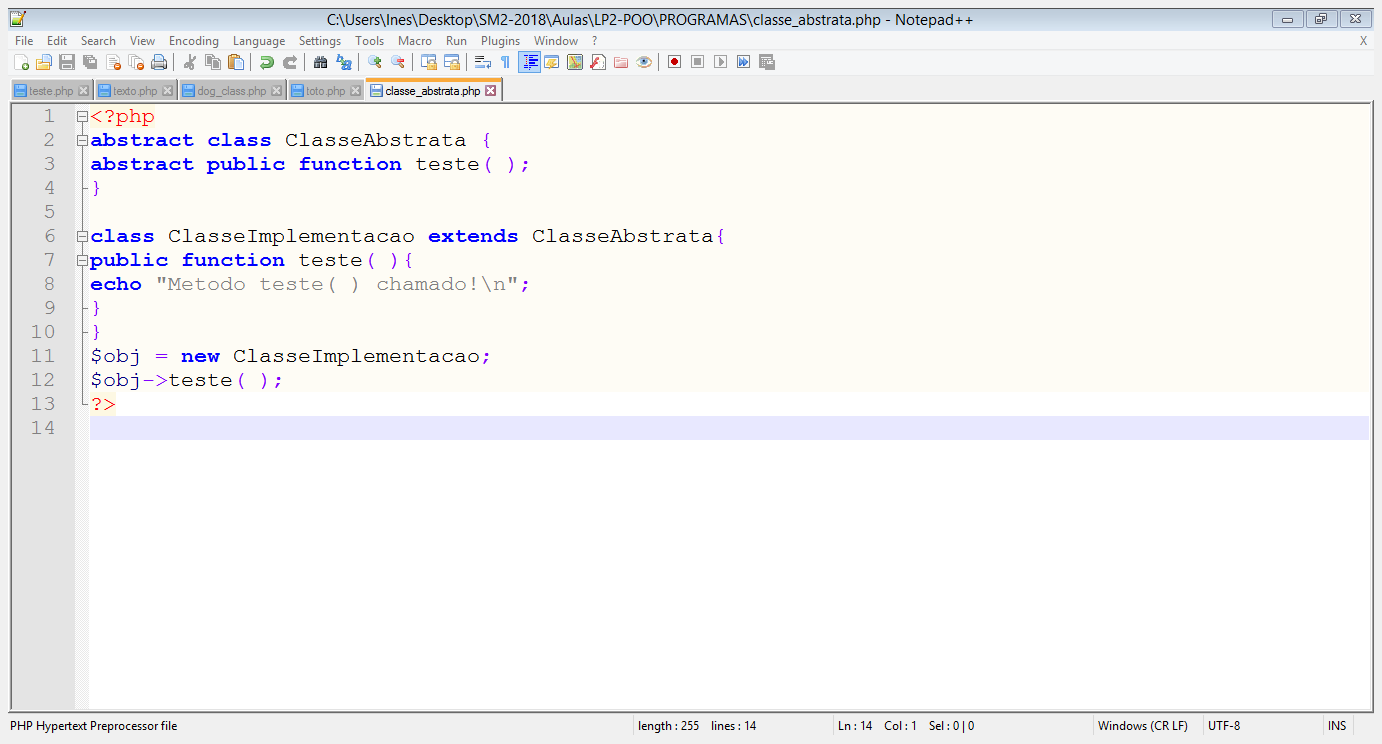 C:\Users\Ines\Desktop\SM2-2018\Aulas\LP2-POO\PROGRAMAS\classe_abstrata.php - Notepad++
File Edit Search View Encoding Language Settings Tools Macro Run Plugins Window ? X
teste.php texto.php dog_class.php toto.php classe_abstrata.php
1 <?php
2 abstract class ClasseAbstrata {
3 abstract public function teste( );
4 }
5
6 class ClasseImplementacao extends ClasseAbstrata{
7 public function teste( ){
8 echo "Metodo teste( ) chamado!\n";
9 }
10 }
11 $obj = new ClasseImplementacao;
12 $obj->teste( );
13 ?>
14
PHP Hypertext Preprocessor file length : 255 lines : 14 Ln : 14 Col : 1 Sel : 0 | 0 Windows (CR LF) UTF-8 INS